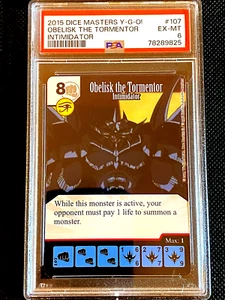 2015 DICE MASTERS Y-G-O! #107
OBELISK THE TORMENTOR EX-MT
INTIMIDATOR PSA 6
78289825
8
Obelisk the Tormentor
Intimidator
While this monster is active, your
opponent must pay 1 life to summon a
monster.
Max: 1